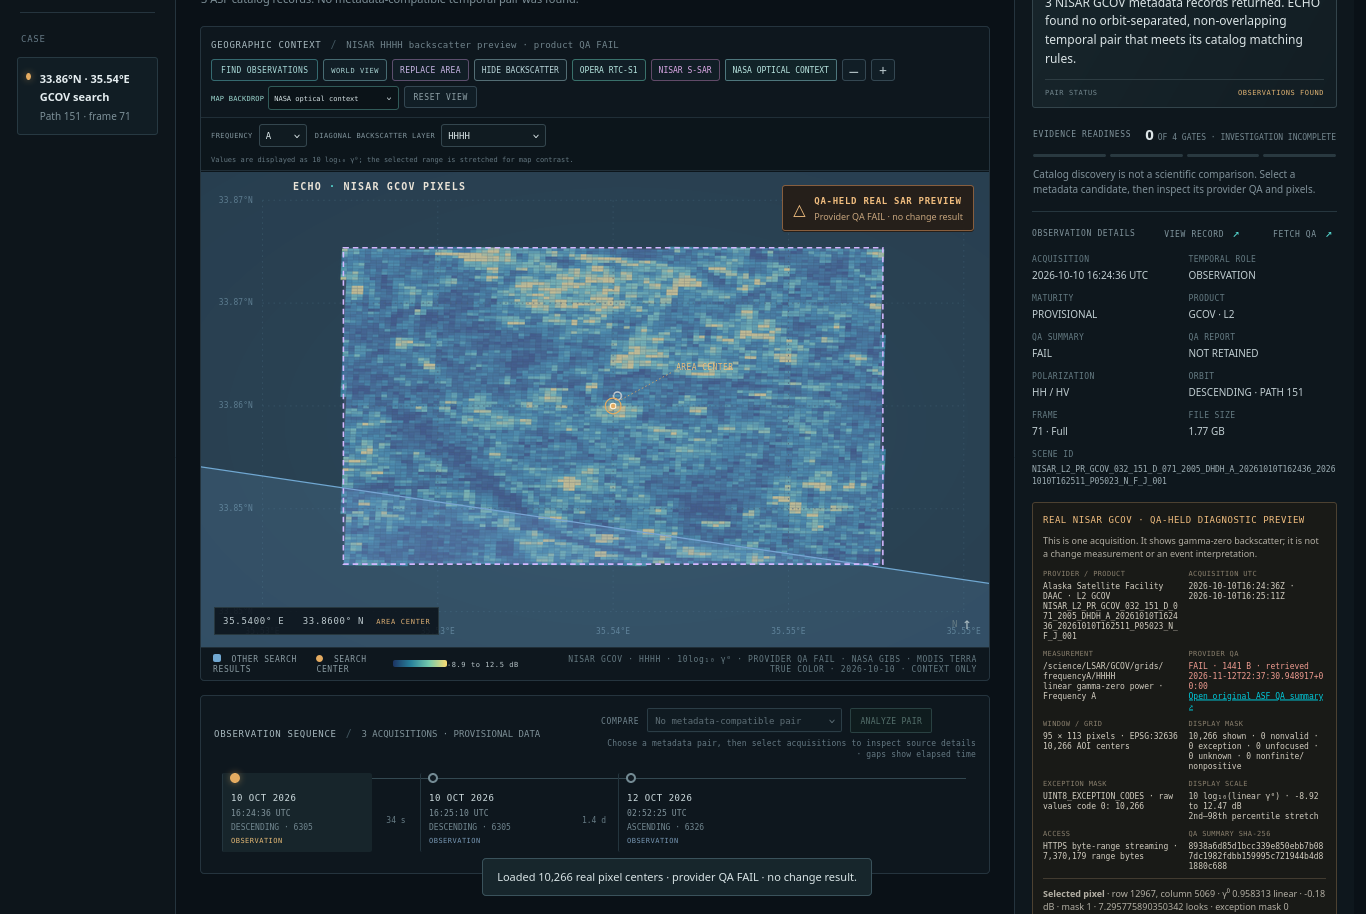 CASE
33.86°N · 35.54°E
GCOV search
Path 151 · frame 71
GEOGRAPHIC CONTEXT / NISAR HHHH backscatter preview · product QA FAIL
FIND OBSERVATIONS WORLD VIEW REPLACE AREA HIDE BACKSCATTER OPERA RTC-S1 NISAR S-SAR NASA OPTICAL CONTEXT — +
MAP BACKDROP NASA optical context RESET VIEW
FREQUENCY A DIAGONAL BACKSCATTER LAYER HHHH
Values are displayed as 10 log₁₀ γ⁰; the selected range is stretched for map contrast.
ECHO · NISAR GCOV PIXELS
QA-HELD REAL SAR PREVIEW
Provider QA FAIL · no change result
33.87°N
33.87°N
AREA CENTER
33.86°N
33.85°N
35.5400° E 33.8600° N AREA CENTER
3°E 35.54°E 35.55°E 35.55°E
N ↑
OTHER SEARCH RESULTS
SEARCH CENTER
-8.9 to 12.5 dB
NISAR GCOV · HHHH · 10log₁₀ γ⁰ · PROVIDER QA FAIL · NASA GIBS · MODIS TERRA
TRUE COLOR · 2026-10-10 · CONTEXT ONLY
OBSERVATION SEQUENCE / 3 ACQUISITIONS · PROVISIONAL DATA
COMPARE No metadata-compatible pair ANALYZE PAIR
Choose a metadata pair, then select acquisitions to inspect source details
· gaps show elapsed time
10 OCT 2026
16:24:36 UTC
DESCENDING · 6305
OBSERVATION
34 s
10 OCT 2026
16:25:10 UTC
DESCENDING · 6305
OBSERVATION
1.4 d
12 OCT 2026
02:52:25 UTC
ASCENDING · 6326
OBSERVATION
Loaded 10,266 real pixel centers · provider QA FAIL · no change result.
3 NISAR GCOV metadata records returned. ECHO
found no orbit-separated, non-overlapping
temporal pair that meets its catalog matching
rules.
PAIR STATUS OBSERVATIONS FOUND
EVIDENCE READINESS 0 OF 4 GATES · INVESTIGATION INCOMPLETE
Catalog discovery is not a scientific comparison. Select a
metadata candidate, then inspect its provider QA and pixels.
OBSERVATION DETAILS VIEW RECORD ↗ FETCH QA ↗
ACQUISITION
2026-10-10 16:24:36 UTC
TEMPORAL ROLE
OBSERVATION
MATURITY
PROVISIONAL
PRODUCT
GCOV · L2
QA SUMMARY
FAIL
QA REPORT
NOT RETAINED
POLARIZATION
HH / HV
ORBIT
DESCENDING · PATH 151
FRAME
71 · Full
FILE SIZE
1.77 GB
SCENE ID
NISAR_L2_PR_GCOV_032_151_D_071_2005_DHDH_A_20261010T162436_2026
1010T162511_P05023_N_F_J_001
REAL NISAR GCOV · QA-HELD DIAGNOSTIC PREVIEW
This is one acquisition. It shows gamma-zero backscatter; it is not
a change measurement or an event interpretation.
PROVIDER / PRODUCT
Alaska Satellite Facility
DAAC · L2 GCOV
NISAR_L2_PR_GCOV_032_151_D_0
71_2005_DHDH_A_20261010T1624
36_20261010T162511_P05023_N_
F_J_001
ACQUISITION UTC
2026-10-10T16:24:36Z ·
2026-10-10T16:25:11Z
MEASUREMENT
/science/LSAR/GCOV/grids/
frequencyA/HHHH
linear gamma-zero power ·
Frequency A
PROVIDER QA
FAIL · 1441 B · retrieved
2026-11-12T22:37:30.948917+0
0:00
Open original ASF QA summary
↗
WINDOW / GRID
95 × 113 pixels · EPSG:32636
10,266 AOI centers
DISPLAY MASK
10,266 shown · 0 nonvalid ·
0 exception · 0 unfocused ·
0 unknown · 0 nonfinite/
nonpositive
EXCEPTION MASK
UINT8_EXCEPTION_CODES · raw
values code 0: 10,266
DISPLAY SCALE
10 log₁₀(linear γ⁰) · -8.92
to 12.47 dB
2nd–98th percentile stretch
ACCESS
HTTPS byte-range streaming ·
7,370,179 range bytes
QA SUMMARY SHA-256
8938a6d85d1bcc339e850ebb7b08
7dc1982fdbb159995c721944b4d8
1880c688
Selected pixel · row 12967, column 5069 · γ⁰ 0.958313 linear · -0.18
dB · mask 1 · 7.295775890350342 looks · exception mask 0